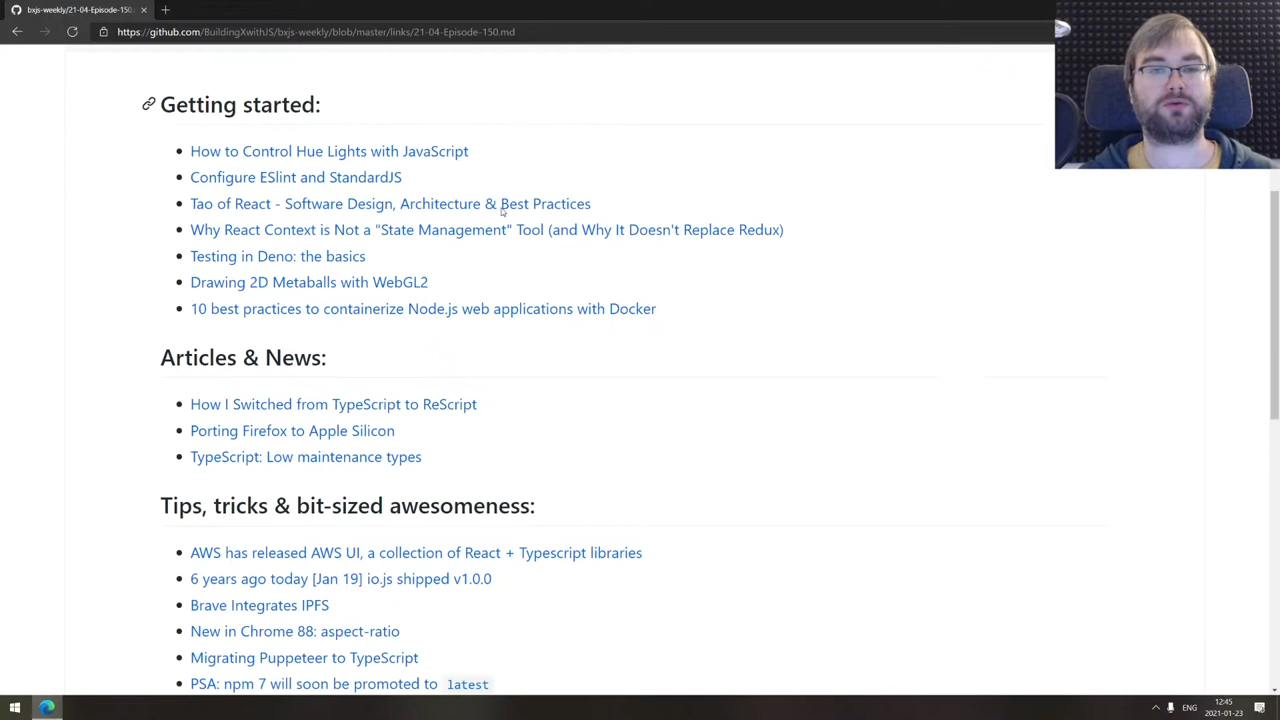 bxjs-weekly/21-04-Episode-150.
https://github.com/BuildingXwithJS/bxjs-weekly/blob/master/links/21-04-Episode-150.md
Getting started:
How to Control Hue Lights with JavaScript
Configure ESlint and StandardJS
Tao of React - Software Design, Architecture & Best Practices
Why React Context is Not a "State Management" Tool (and Why It Doesn't Replace Redux)
Testing in Deno: the basics
Drawing 2D Metaballs with WebGL2
10 best practices to containerize Node.js web applications with Docker
Articles & News:
How I Switched from TypeScript to ReScript
Porting Firefox to Apple Silicon
TypeScript: Low maintenance types
Tips, tricks & bit-sized awesomeness:
AWS has released AWS UI, a collection of React + Typescript libraries
6 years ago today [Jan 19] io.js shipped v1.0.0
Brave Integrates IPFS
New in Chrome 88: aspect-ratio
Migrating Puppeteer to TypeScript
PSA: npm 7 will soon be promoted to latest
ENG
12:45
2021-01-23